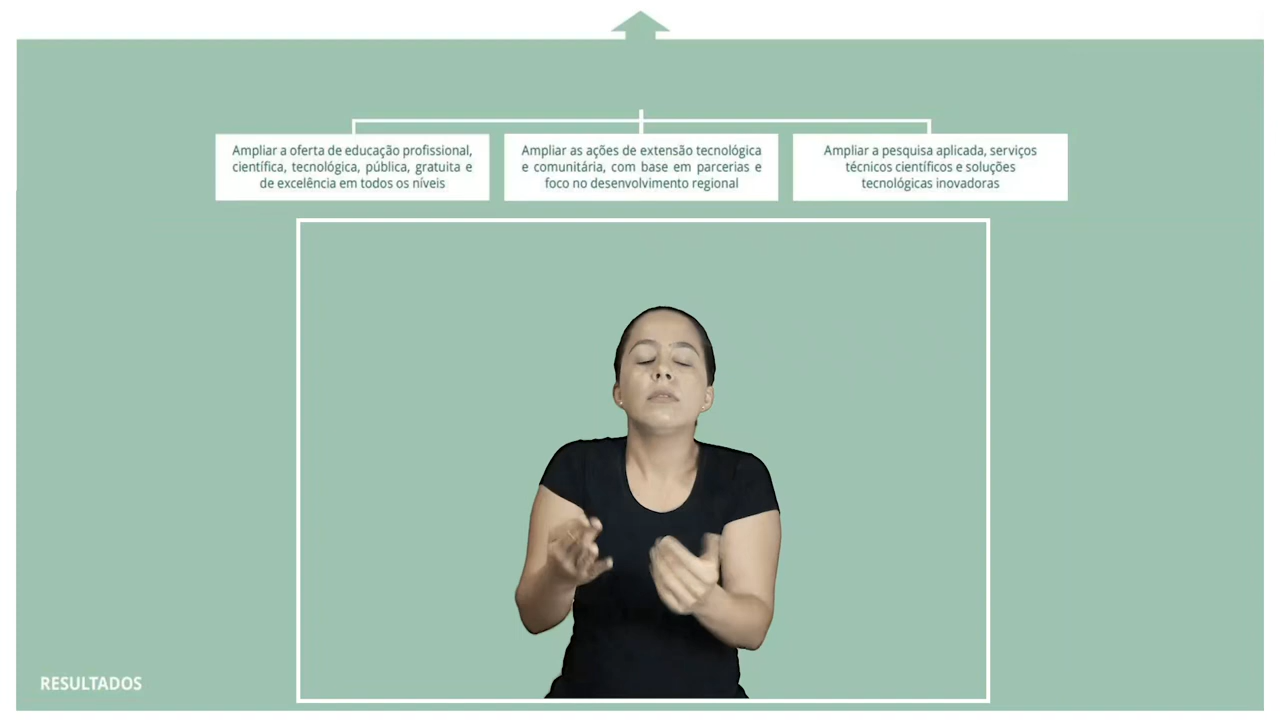 Ampliar a oferta de educação profissional,
científica, tecnológica, pública, gratuita e
de excelência em todos os níveis
Ampliar as ações de extensão tecnológica
e comunitária, com base em parcerias e
foco no desenvolvimento regional
Ampliar a pesquisa aplicada, serviços
técnicos científicos e soluções
tecnológicas inovadoras
RESULTADOS